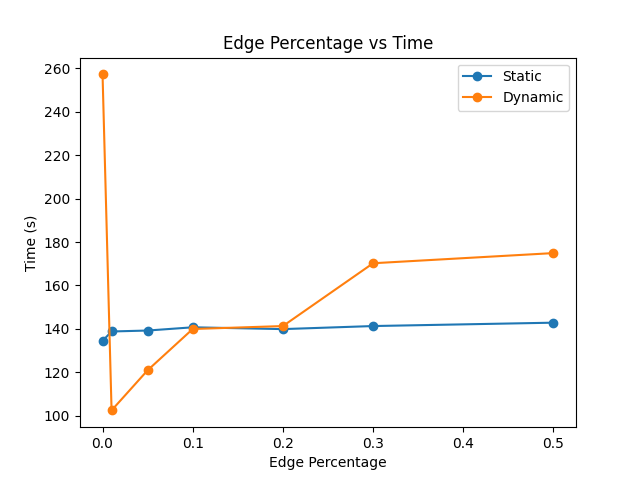 Edge Percentage vs Time
Static
Dynamic
260
240
220
200
180
160
140
120
100
Time (s)
0.0 0.1 0.2 0.3 0.4 0.5
Edge Percentage